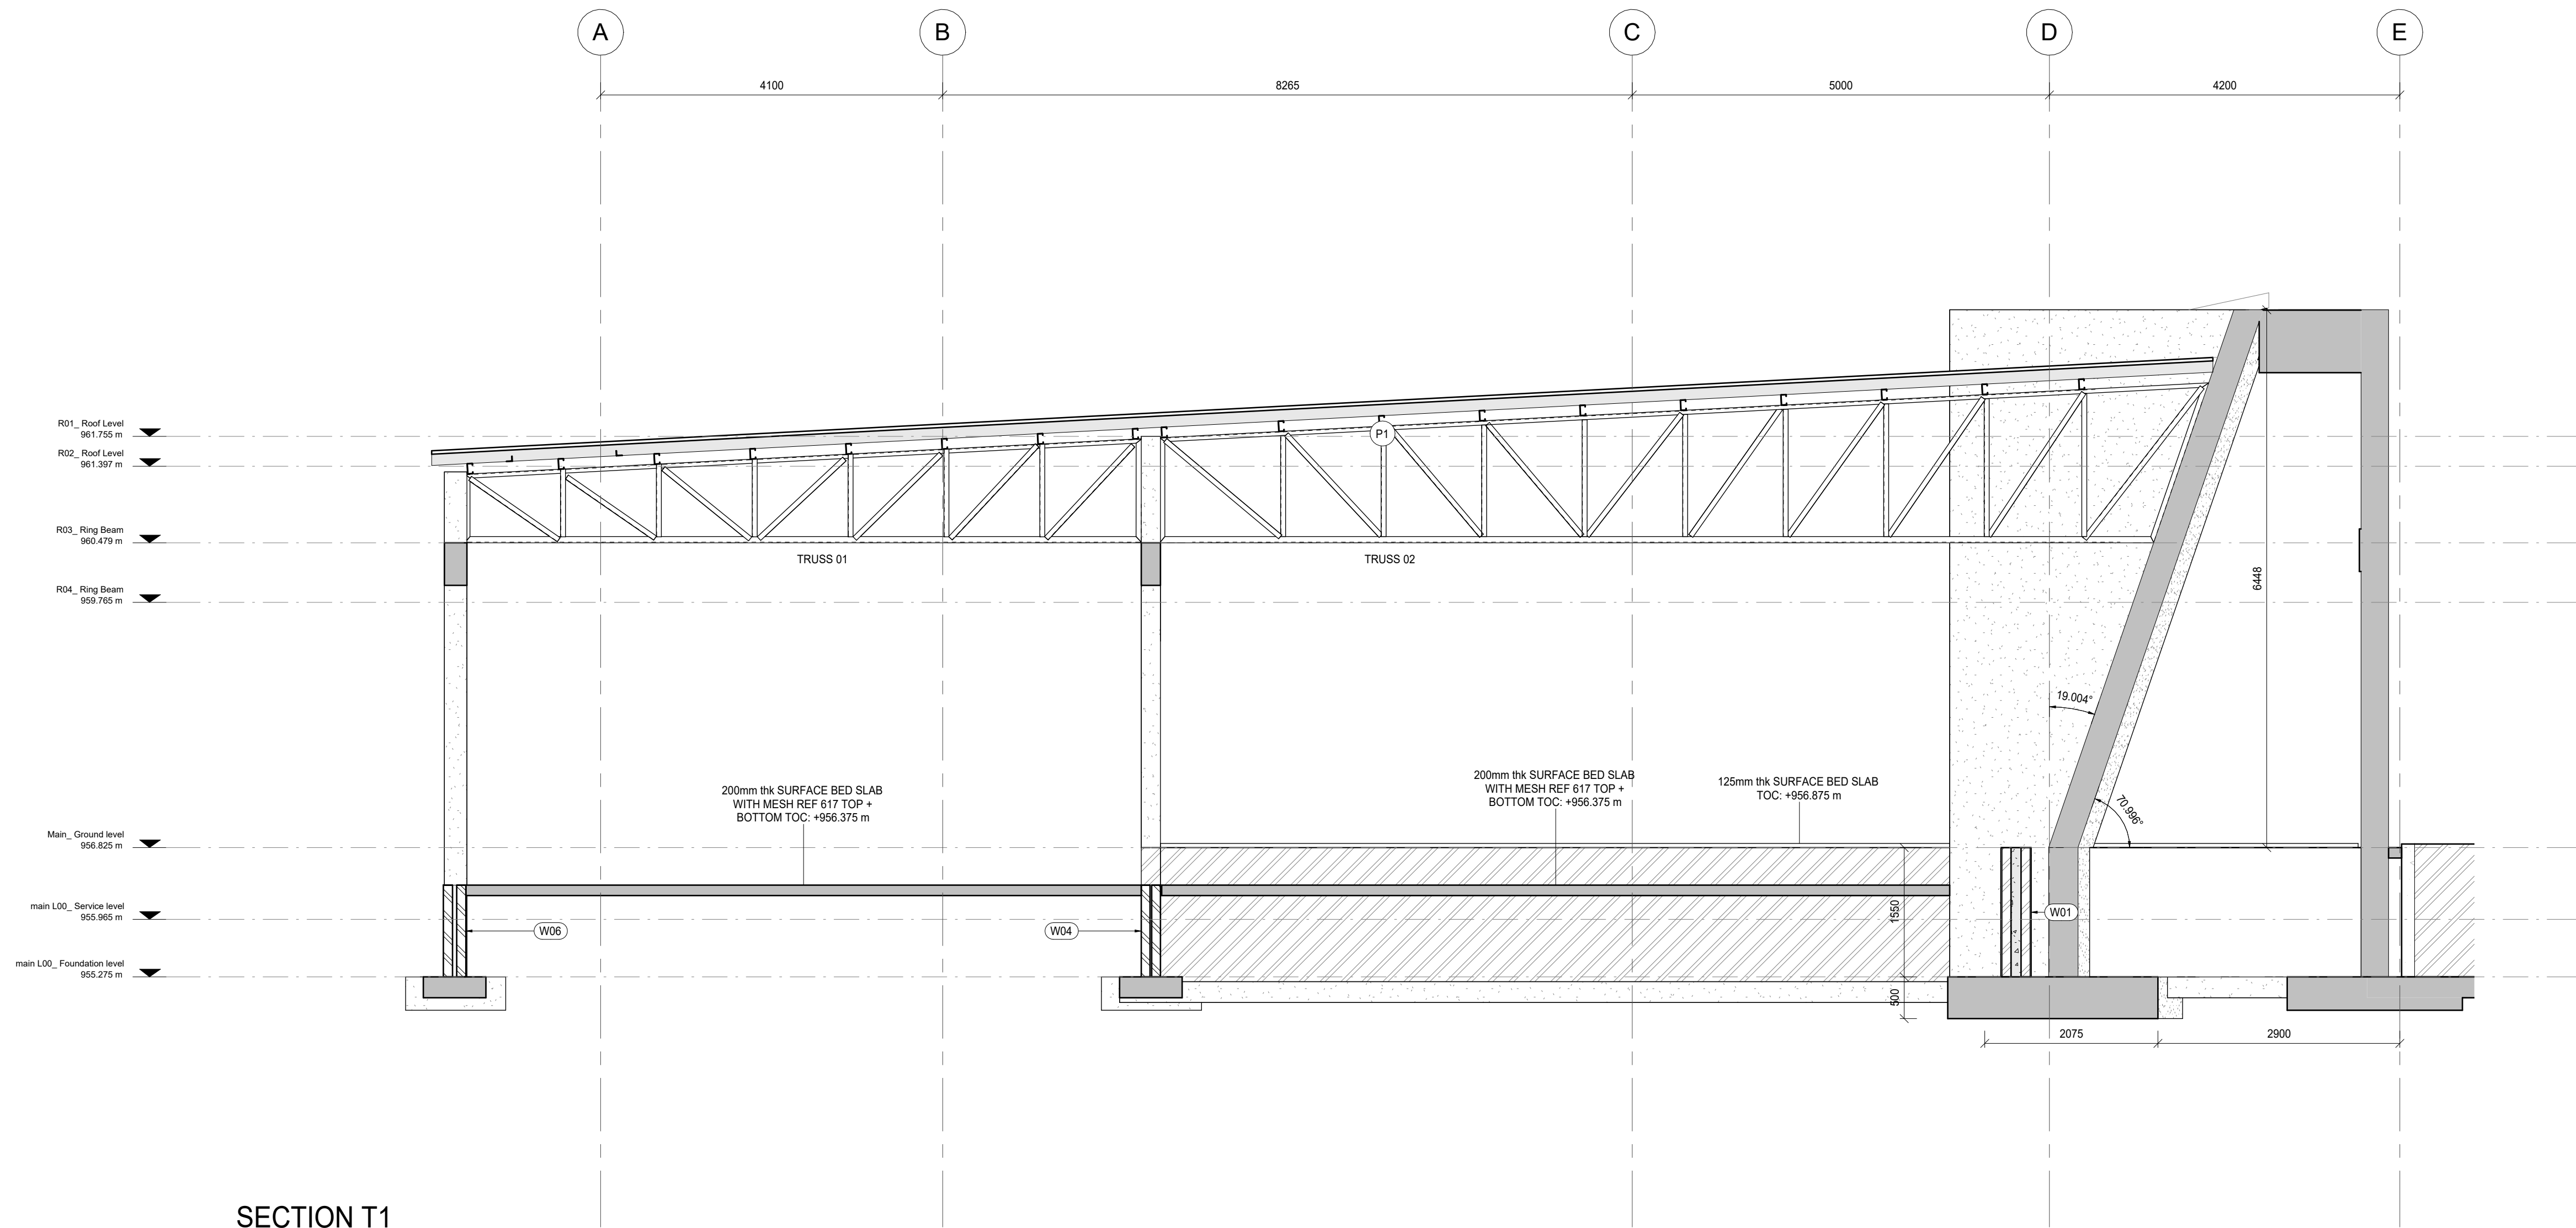 A
B
C
D
E
4100
8265
5000
4200
R01_ Roof Level
961.755 m
R02_ Roof Level
961.397 m
P1
R03_ Ring Beam
960.479 m
TRUSS 01
TRUSS 02
R04_ Ring Beam
959.765 m
6448
19.004°
200mm thk SURFACE BED SLAB
WITH MESH REF 617 TOP +
BOTTOM TOC: +956.375 m
200mm thk SURFACE BED SLAB
WITH MESH REF 617 TOP +
BOTTOM TOC: +956.375 m
125mm thk SURFACE BED SLAB
TOC: +956.875 m
70.996°
Main_ Ground level
956.825 m
main L00_ Service level
955.965 m
W06
W04
1550
W01
main L00_ Foundation level
955.275 m
500
2075
2900
SECTION T1